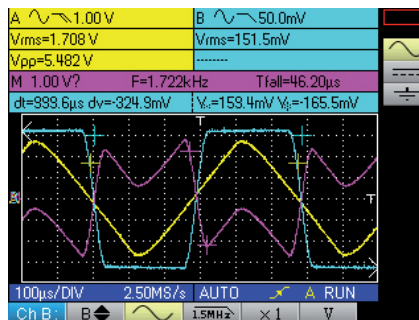 A 1.00 V B 50.0mV
Vrms=1.708 V Vrms=151.5mV
Vpp=5.482 V --------
M 1.00 V? F=1.722kHz Tfall=46.20µs
dt=999.6µs dv=-324.9mV =159.4mV =-165.5mV
T
T
100µs/DIV 2.50MS/s AUTO A RUN
Ch B: B 1.5MHz ×1 V